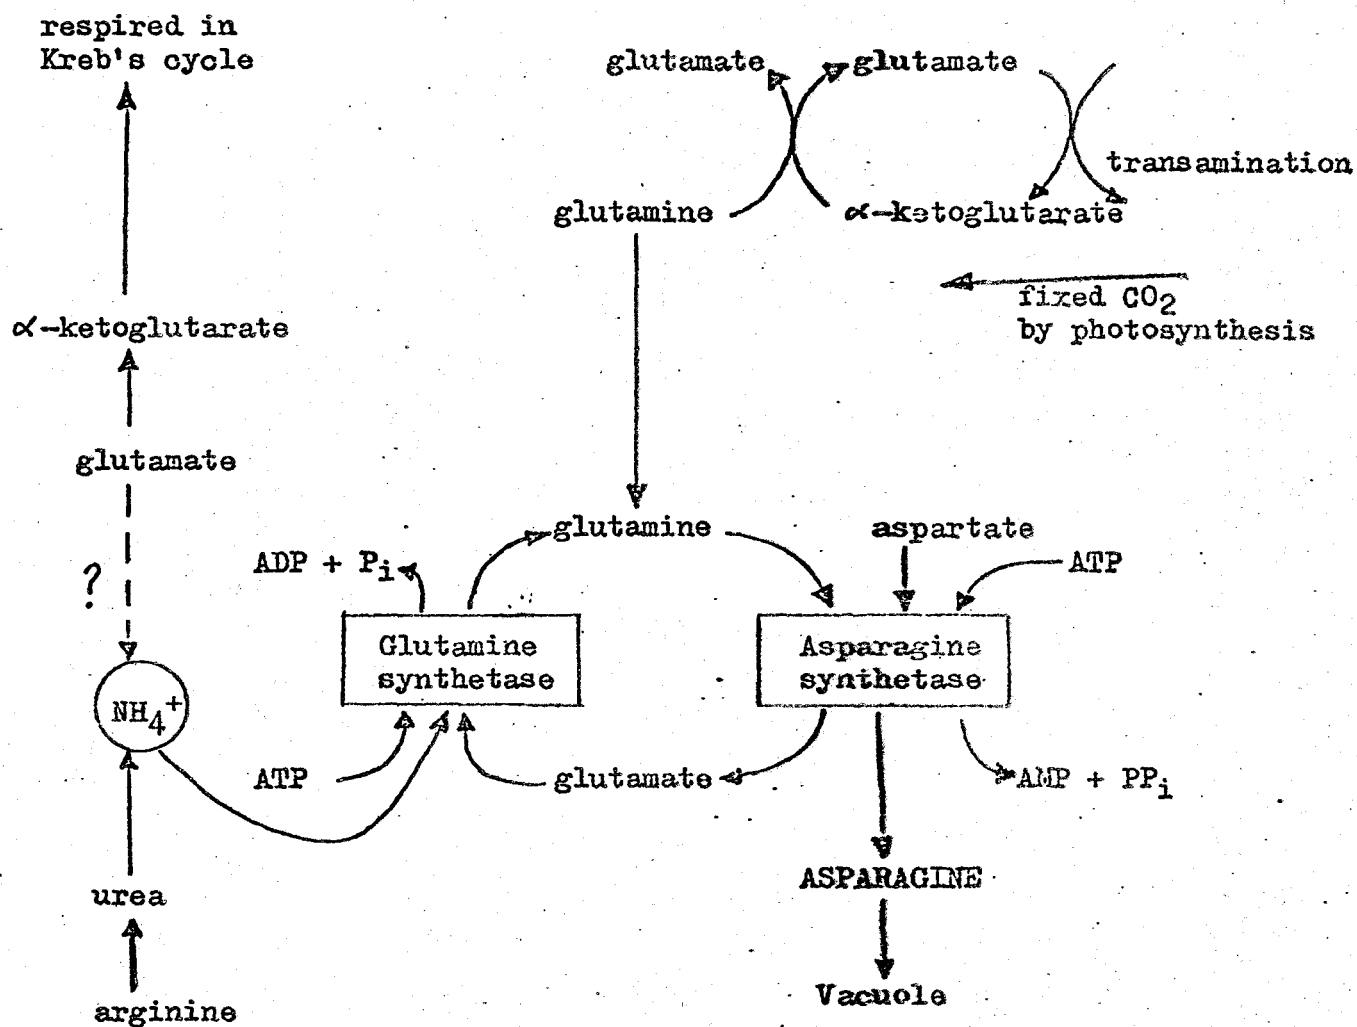 respired in
Kreb's cycle
glutamate
glutamate
transamination
glutamine
α-ketoglutarate
fixed CO2
by photosynthesis
α-ketoglutarate
glutamate
glutamine
aspartate
ADP + Pi
ATP
?
Glutamine
synthetase
Asparagine
synthetase
NH4+
ATP
glutamate
AMP + PPi
urea
ASPARAGINE
Vacuole
arginine